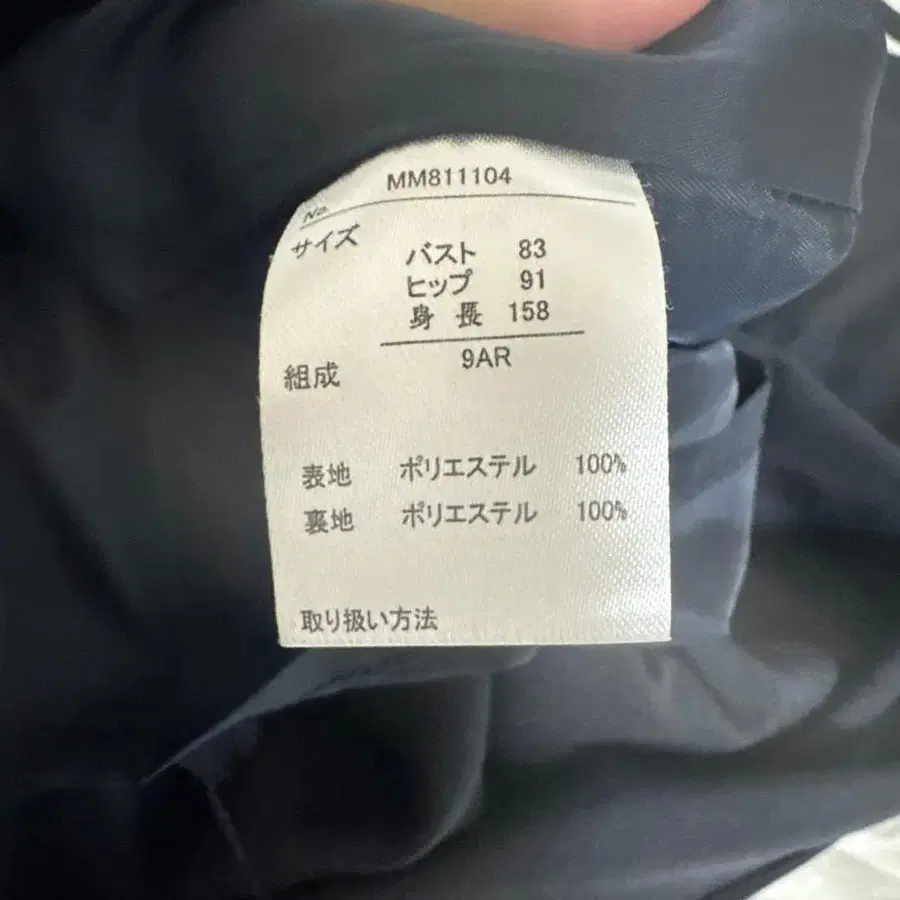 No. MM811104
サイズ
バスト 83
ヒップ 91
身長 158
9AR
組成
表地 ポリエステル 100%
裏地 ポリエステル 100%
取り扱い方法